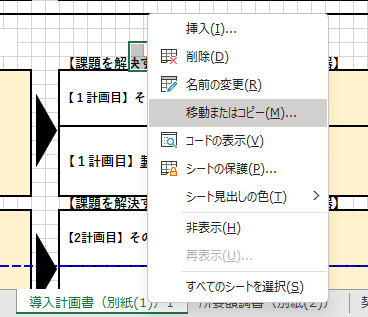 【課題を解決す
器】
【１計画目】そ
【１計画目】
【課題を解決す
器】
【2計画目】その
挿入(I)...
削除(D)
名前の変更(R)
移動またはコピー(M)...
コードの表示(V)
シートの保護(P)...
シート見出しの色(T)
非表示(H)
再表示(U)...
すべてのシートを選択(S)
導入計画書（別紙(1)）1
所要額調書（別紙(2)）